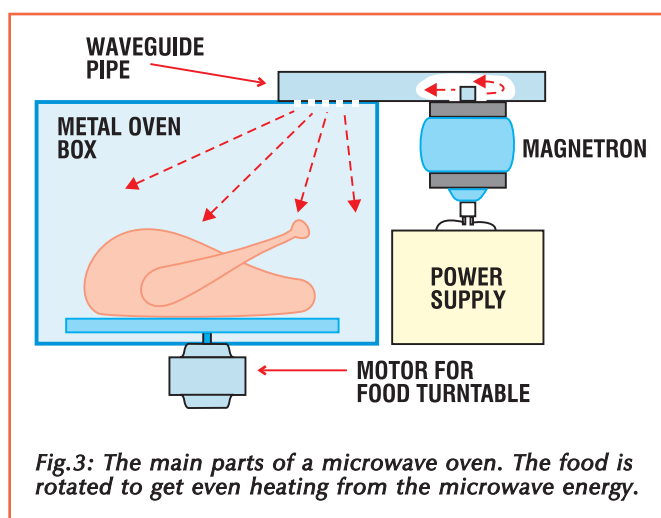 WAVEGUIDE
PIPE
METAL OVEN
BOX
MAGNETRON
POWER
SUPPLY
MOTOR FOR
FOOD TURNTABLE
Fig.3: The main parts of a microwave oven. The food is
rotated to get even heating from the microwave energy.